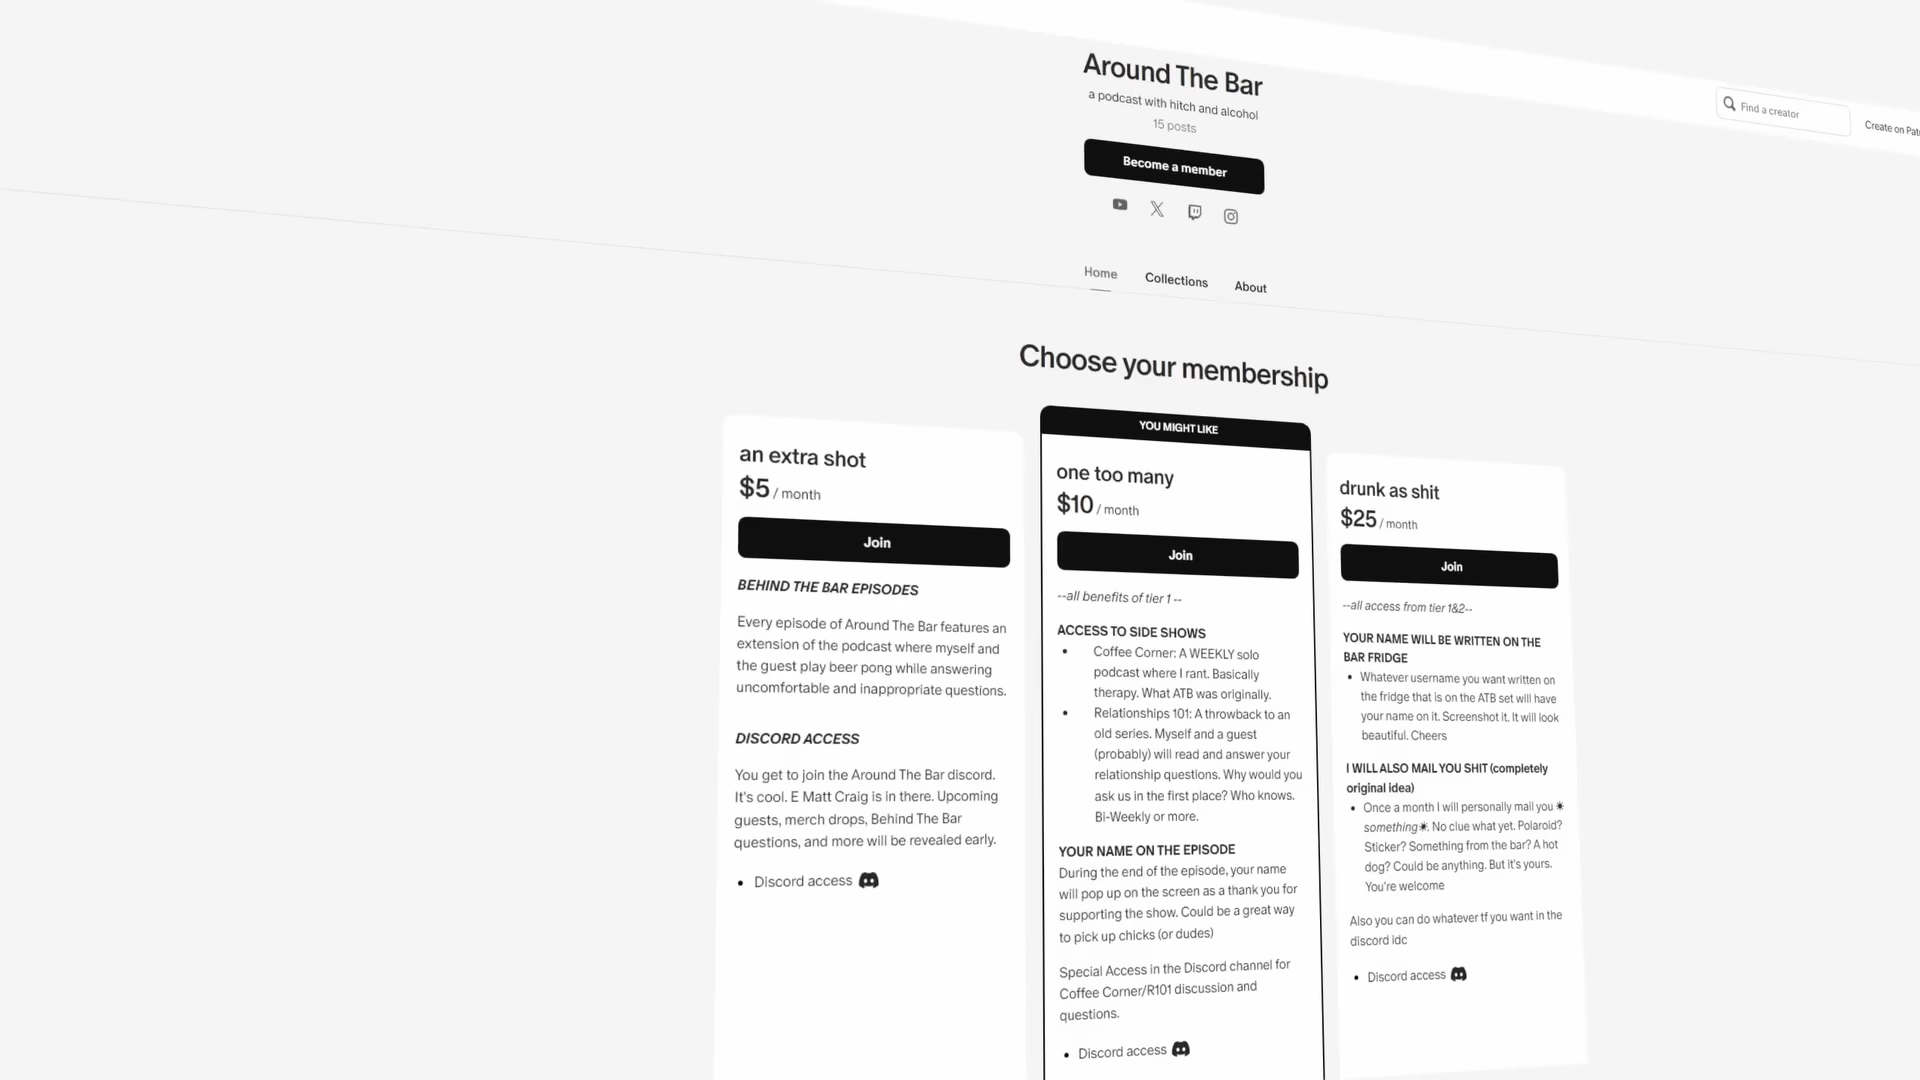 Around The Bar
a podcast with hitch and alcohol
15 posts
Become a member
Find a creator
Create on
Home
Collections
About
Choose your membership
an extra shot
$5 / month
Join
BEHIND THE BAR EPISODES
Every episode of Around The Bar features an
extension of the podcast where myself and
the guest play beer pong while answering
uncomfortable and inappropriate questions.
DISCORD ACCESS
You get to join the Around The Bar discord.
It's cool. E Matt Craig is in there. Upcoming
guests, merch drops, Behind The Bar
questions, and more will be revealed early.
• Discord access
YOU MIGHT LIKE
one too many
$10 / month
Join
--all benefits of tier 1 --
ACCESS TO SIDE SHOWS
• Coffee Corner: A WEEKLY solo
podcast where I rant. Basically
therapy. What ATB was originally.
• Relationships 101: A throwback to an
old series. Myself and a guest
(probably) will read and answer your
relationship questions. Why would you
ask us in the first place? Who knows.
Bi-Weekly or more.
YOUR NAME ON THE EPISODE
During the end of the episode, your name
will pop up on the screen as a thank you for
supporting the show. Could be a great way
to pick up chicks (or dudes)
Special Access in the Discord channel for
Coffee Corner/R101 discussion and
questions.
• Discord access
drunk as shit
$25 / month
Join
--all access from tier 1&2--
YOUR NAME WILL BE WRITTEN ON THE
BAR FRIDGE
• Whatever username you want written on
the fridge that is on the ATB set will have
your name on it. Screenshot it. It will look
beautiful. Cheers
I WILL ALSO MAIL YOU SHIT (completely
original idea)
• Once a month I will personally mail you ✷
something✷. No clue what yet. Polaroid?
Sticker? Something from the bar? A hot
dog? Could be anything. But it's yours.
You're welcome
Also you can do whatever tf you want in the
discord idc
• Discord access